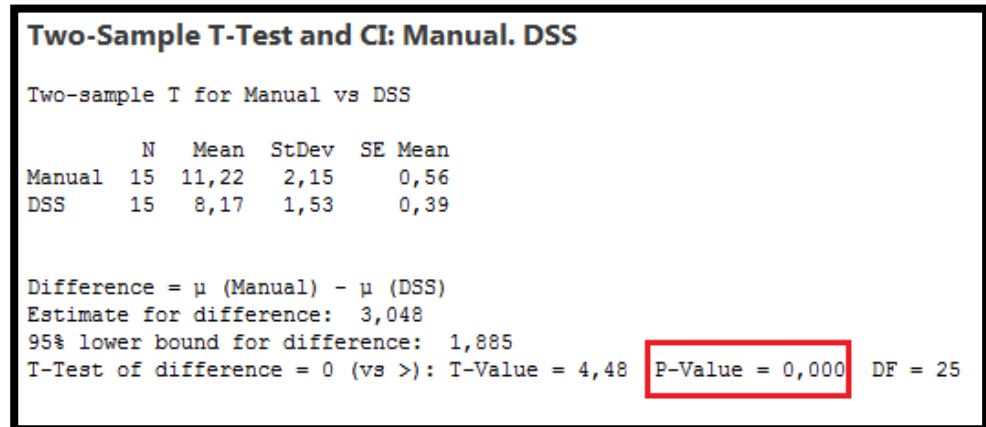 Two-Sample T-Test and CI: Manual. DSS
Two-sample T for Manual vs DSS
N Mean StDev SE Mean
Manual 15 11,22 2,15 0,56
DSS 15 8,17 1,53 0,39
Difference = μ (Manual) - μ (DSS)
Estimate for difference: 3,048
95% lower bound for difference: 1,885
T-Test of difference = 0 (vs >): T-Value = 4,48 P-Value = 0,000 DF = 25